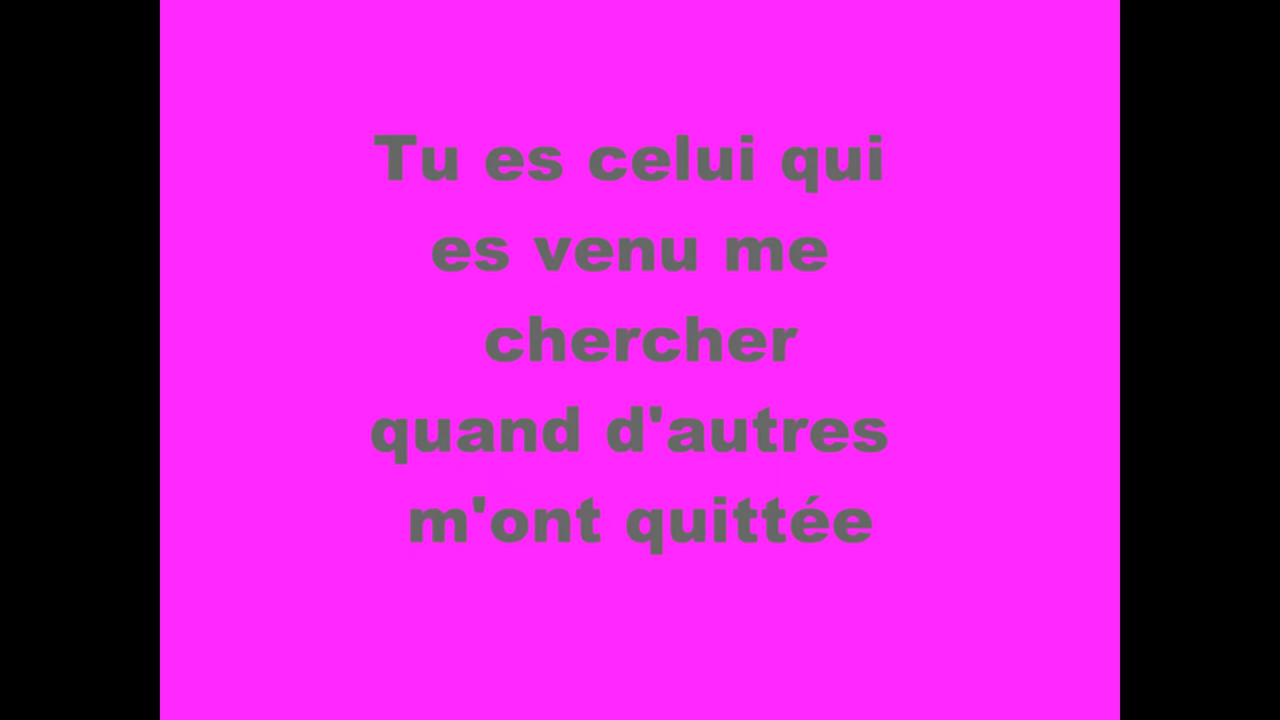 Tu es celui qui
es venu me
chercher
quand d'autres
m'ont quittée